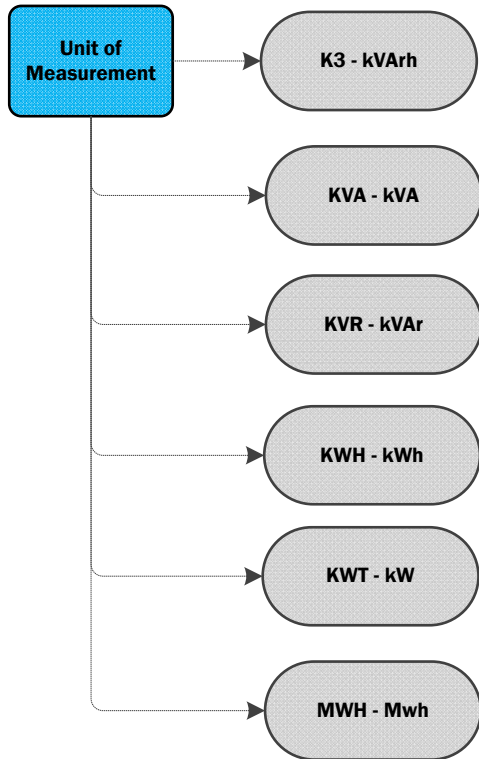 Unit of
Measurement
K3 - kVArh
KVA - kVA
KVR - kVAr
KWH - kWh
KWT - kW
MWH - Mwh